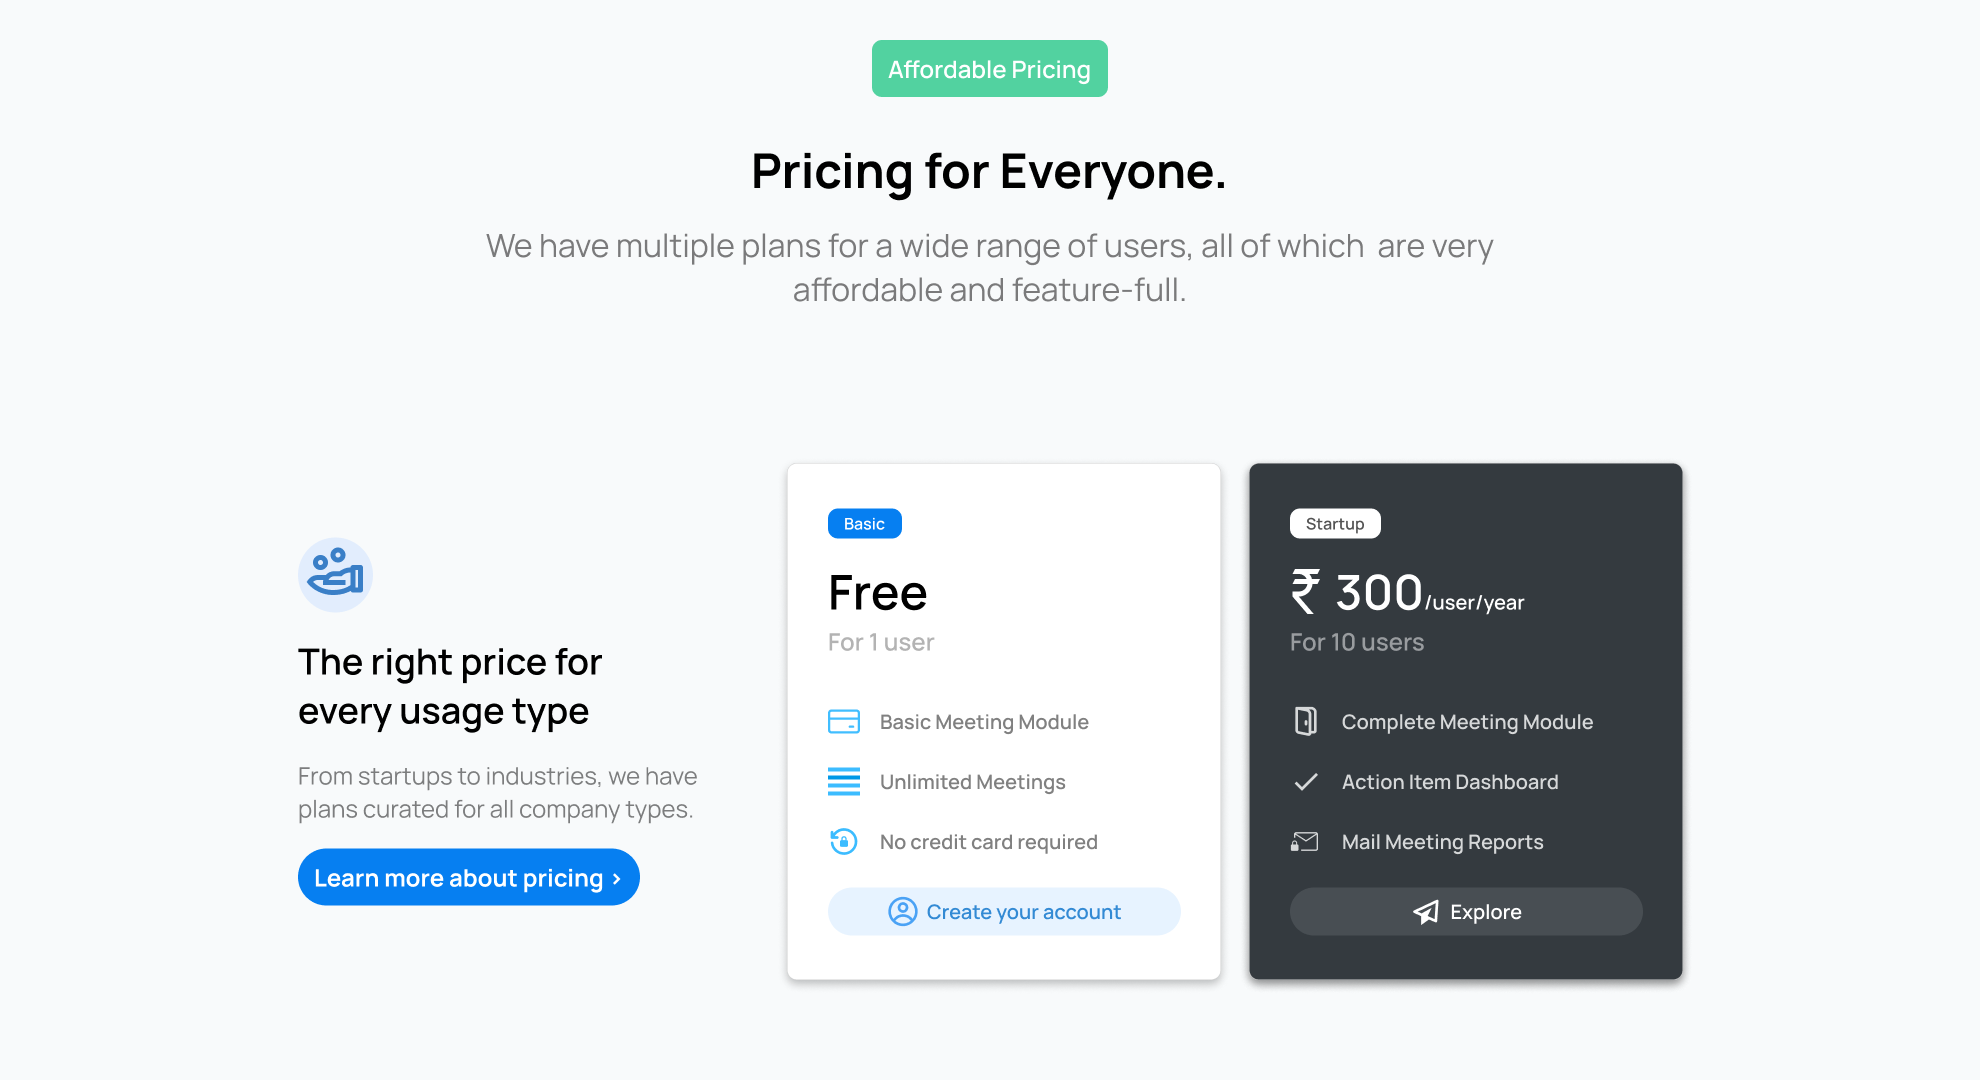 Affordable Pricing
Pricing for Everyone.
We have multiple plans for a wide range of users, all of which  are very
affordable and feature-full.
The right price for
every usage type
From startups to industries, we have
plans curated for all company types.
Learn more about pricing ›
Basic
Free
For 1 user
Basic Meeting Module
Unlimited Meetings
No credit card required
Create your account
Startup
₹ 300/user/year
For 10 users
Complete Meeting Module
Action Item Dashboard
Mail Meeting Reports
Explore